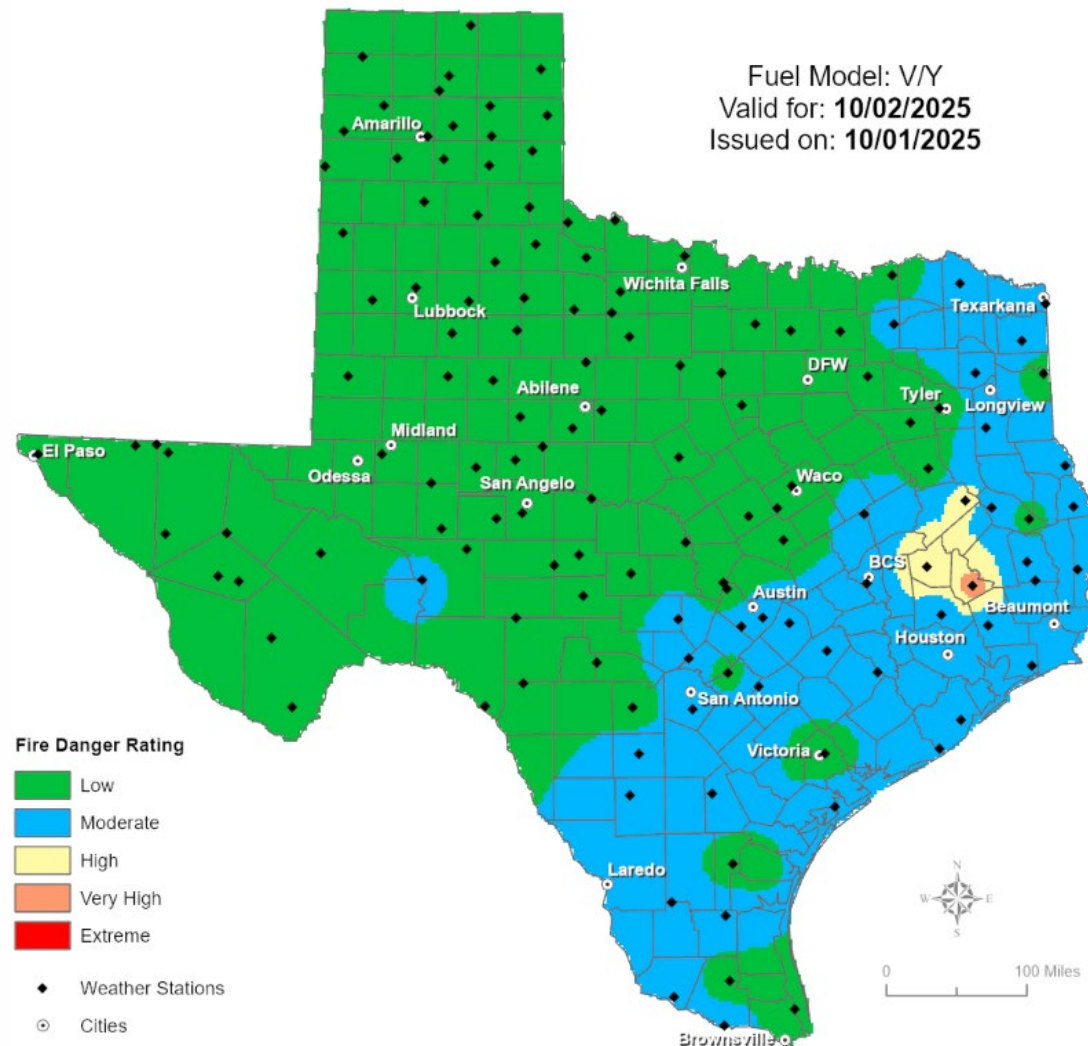 Fuel Model: V/Y
Valid for: 10/02/2025
Issued on: 10/01/2025
Amarillo
Wichita Falls
Lubbock
Texarkana
DFW
Abilene
Tyler
Longview
Midland
El Paso
Odessa
San Angelo
Waco
BCS
Austin
Beaumont
Houston
San Antonio
Victoria
Laredo
Brownsville
Fire Danger Rating
Low
Moderate
High
Very High
Extreme
Weather Stations
Cities
N
W E
S
0 100 Miles